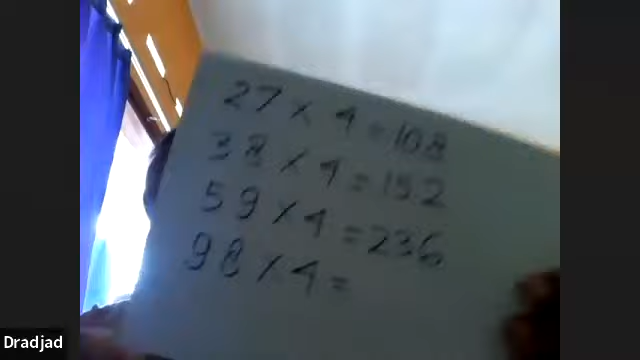 27 × 4 = 108
38 × 4 = 152
59 × 4 = 236
98 × 4 =
Dradjad